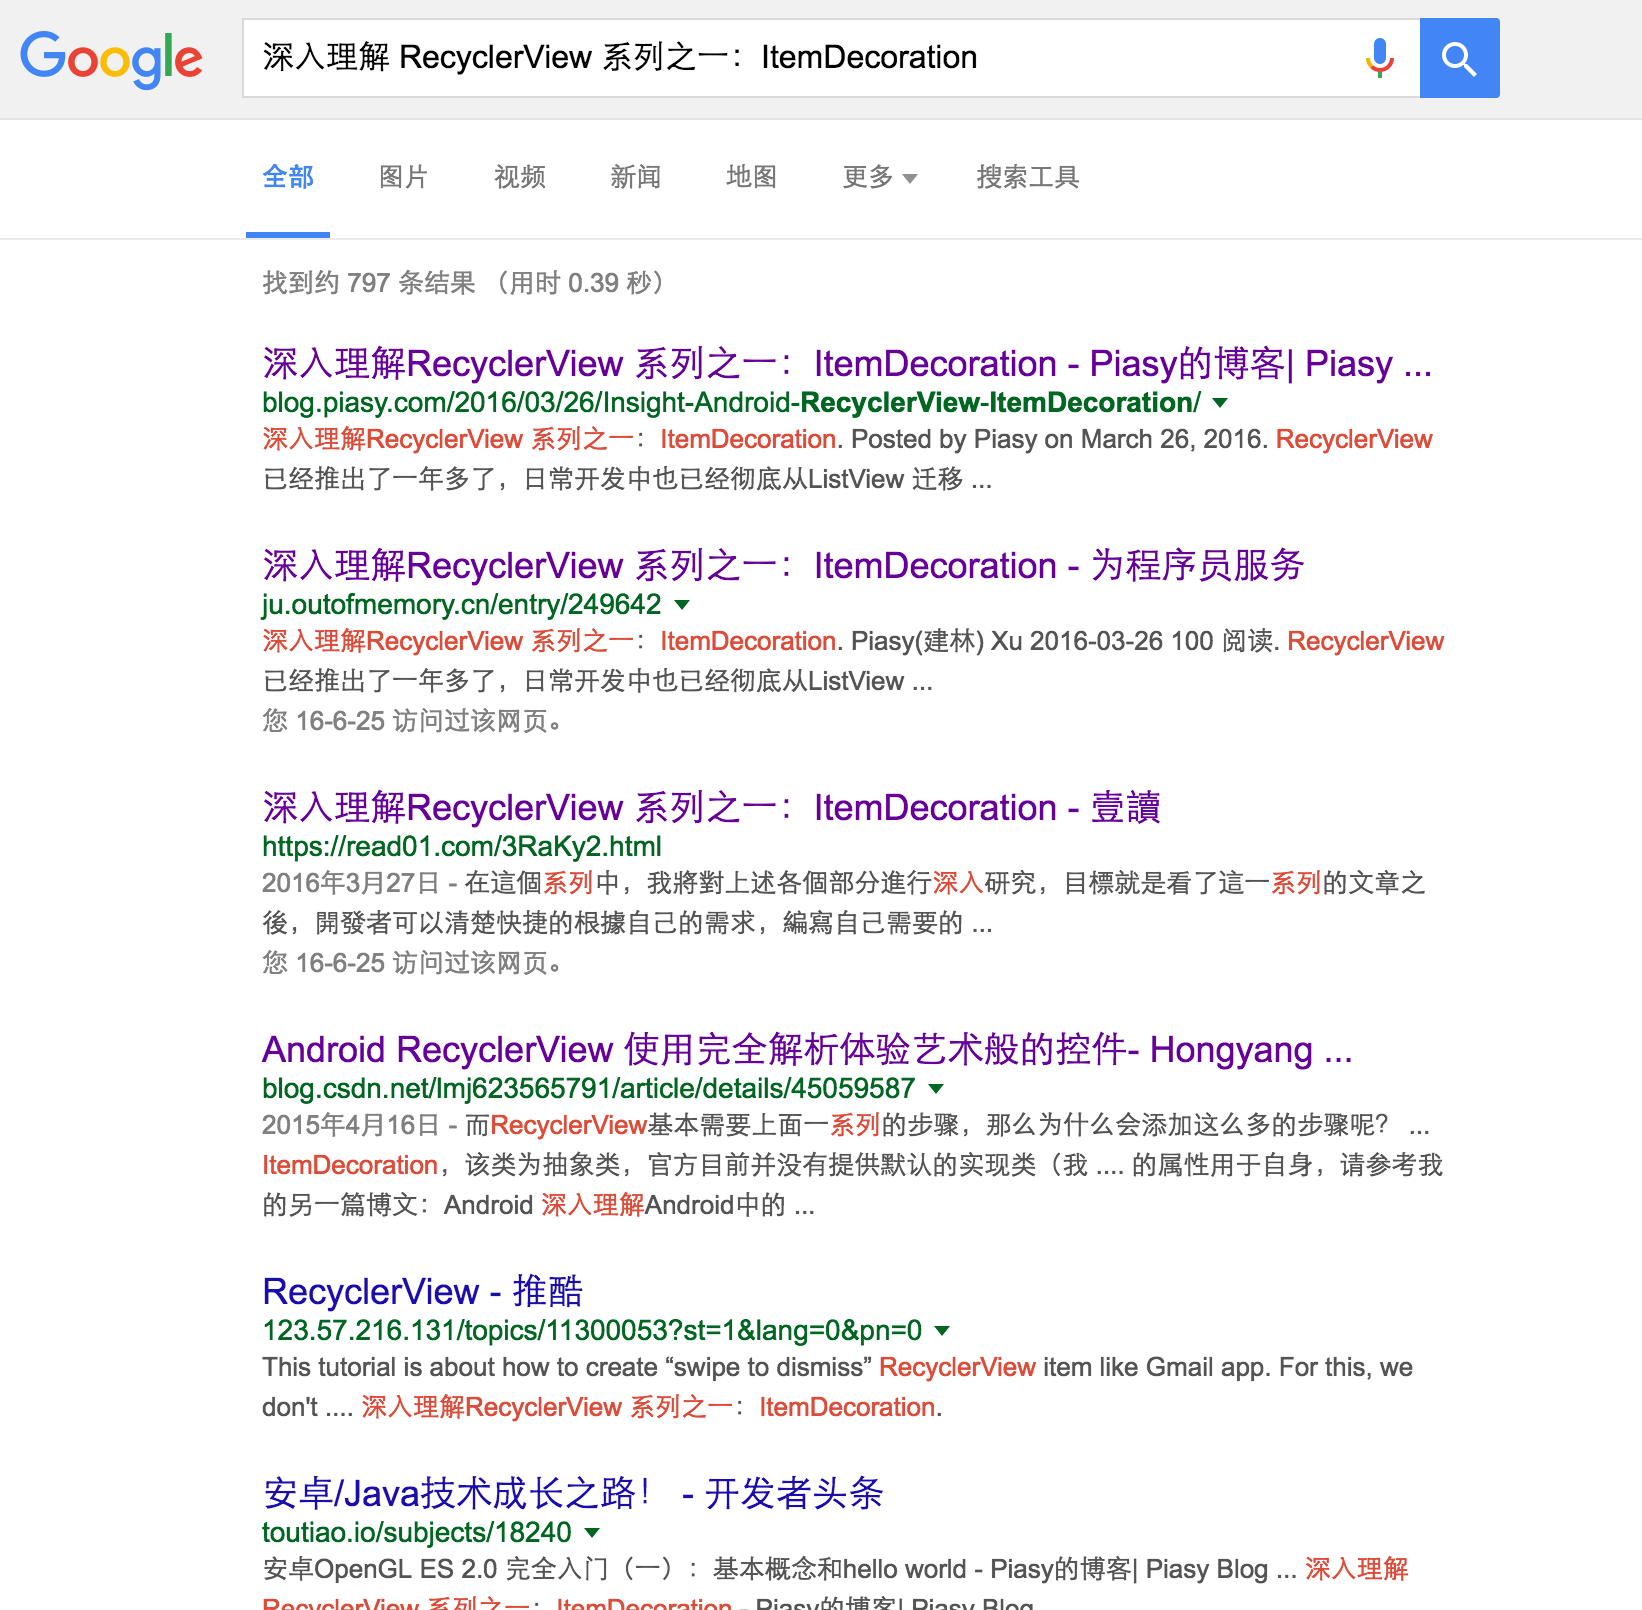 Google
深入理解 RecyclerView 系列之一：ItemDecoration
全部 图片 视频 新闻 地图 更多 搜索工具
找到约 797 条结果 （用时 0.39 秒）
深入理解RecyclerView 系列之一：ItemDecoration - Piasy的博客| Piasy ...
blog.piasy.com/2016/03/26/Insight-Android-RecyclerView-ItemDecoration/
深入理解RecyclerView 系列之一：ItemDecoration. Posted by Piasy on March 26, 2016. RecyclerView
已经推出了一年多了，日常开发中也已经彻底从ListView 迁移 ...
深入理解RecyclerView 系列之一：ItemDecoration - 为程序员服务
ju.outofmemory.cn/entry/249642
深入理解RecyclerView 系列之一：ItemDecoration. Piasy(建林) Xu 2016-03-26 100 阅读. RecyclerView
已经推出了一年多了，日常开发中也已经彻底从ListView ...
您 16-6-25 访问过该网页。
深入理解RecyclerView 系列之一：ItemDecoration - 壹讀
https://read01.com/3RaKy2.html
2016年3月27日 - 在這個系列中，我將對上述各個部分進行深入研究，目標就是看了這一系列的文章之
後，開發者可以清楚快捷的根據自己的需求，編寫自己需要的 ...
您 16-6-25 访问过该网页。
Android RecyclerView 使用完全解析体验艺术般的控件- Hongyang ...
blog.csdn.net/lmj623565791/article/details/45059587
2015年4月16日 - 而RecyclerView基本需要上面一系列的步骤，那么为什么会添加这么多的步骤呢？ ...
ItemDecoration，该类为抽象类，官方目前并没有提供默认的实现类（我 .... 的属性用于自身，请参考我
的另一篇博文：Android 深入理解Android中的 ...
RecyclerView - 推酷
123.57.216.131/topics/11300053?st=1&lang=0&pn=0
This tutorial is about how to create “swipe to dismiss” RecyclerView item like Gmail app. For this, we
don't .... 深入理解RecyclerView 系列之一：ItemDecoration.
安卓/Java技术成长之路！ - 开发者头条
toutiao.io/subjects/18240
安卓OpenGL ES 2.0 完全入门（一）：基本概念和hello world - Piasy的博客| Piasy Blog ... 深入理解
RecyclerView 系列之一：ItemDecoration - Piasy的博客| Piasy Blog